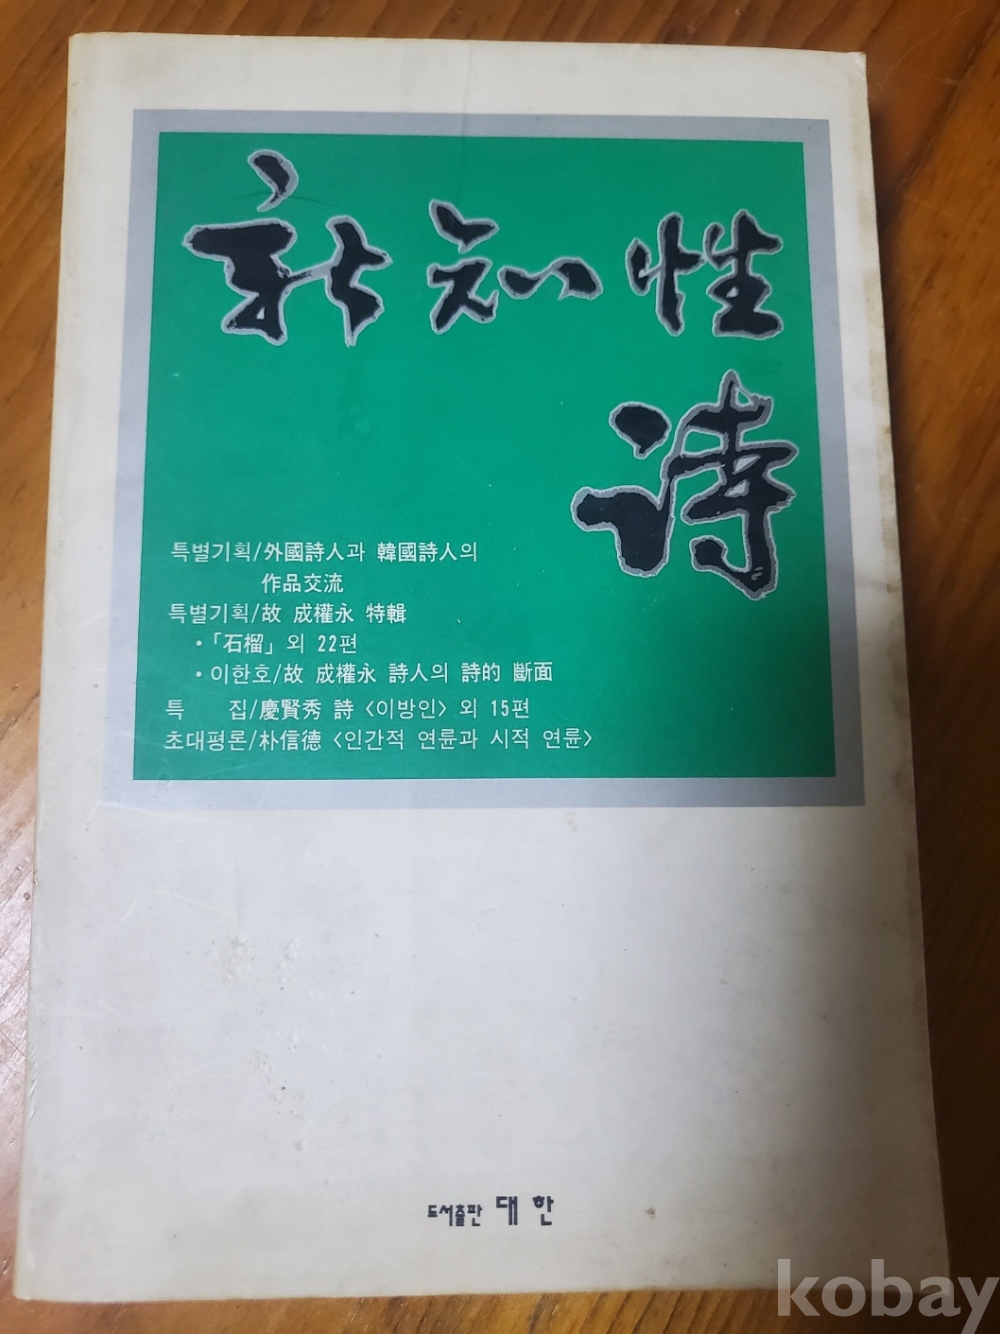 新知性
詩
특별기획/外國詩人과 韓國詩人의
作品交流
특별기획/故 成權永 特輯
•「石榴」외 22편
• 이한호/故 成權永 詩人의 詩的 斷面
특 집/慶賢秀 詩 〈이방인〉 외 15편
초대평론/朴信德 〈인간적 연륜과 시적 연륜〉
도서출판 대한
kobay